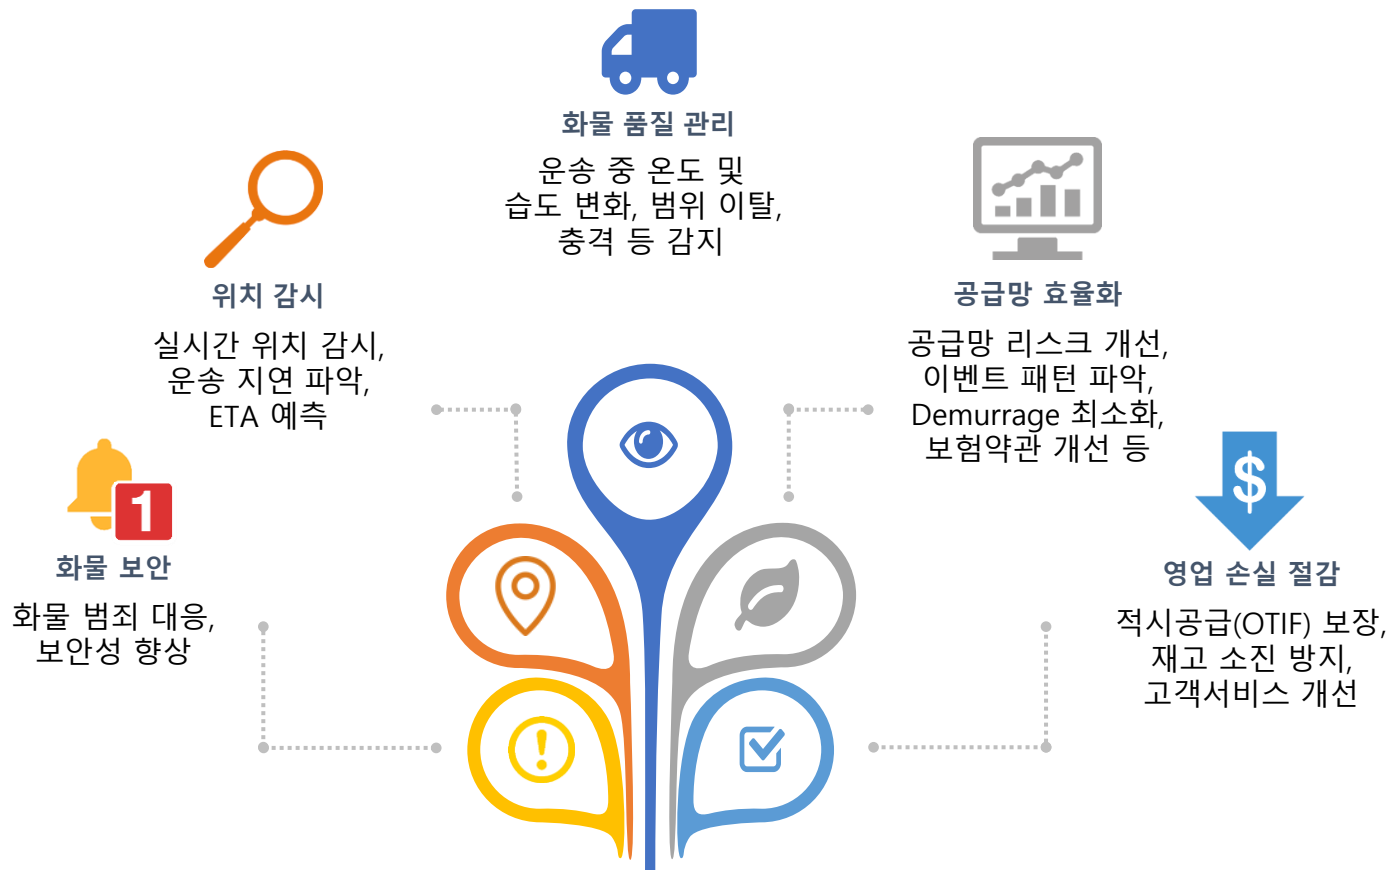 화물 품질 관리
운송 중 온도 및
습도 변화, 범위 이탈,
충격 등 감지
위치 감시
실시간 위치 감시,
운송 지연 파악,
ETA 예측
공급망 효율화
공급망 리스크 개선,
이벤트 패턴 파악,
Demurrage 최소화,
보험약관 개선 등
1
화물 보안
화물 범죄 대응,
보안성 향상
$
영업 손실 절감
적시공급(OTIF) 보장,
재고 소진 방지,
고객서비스 개선